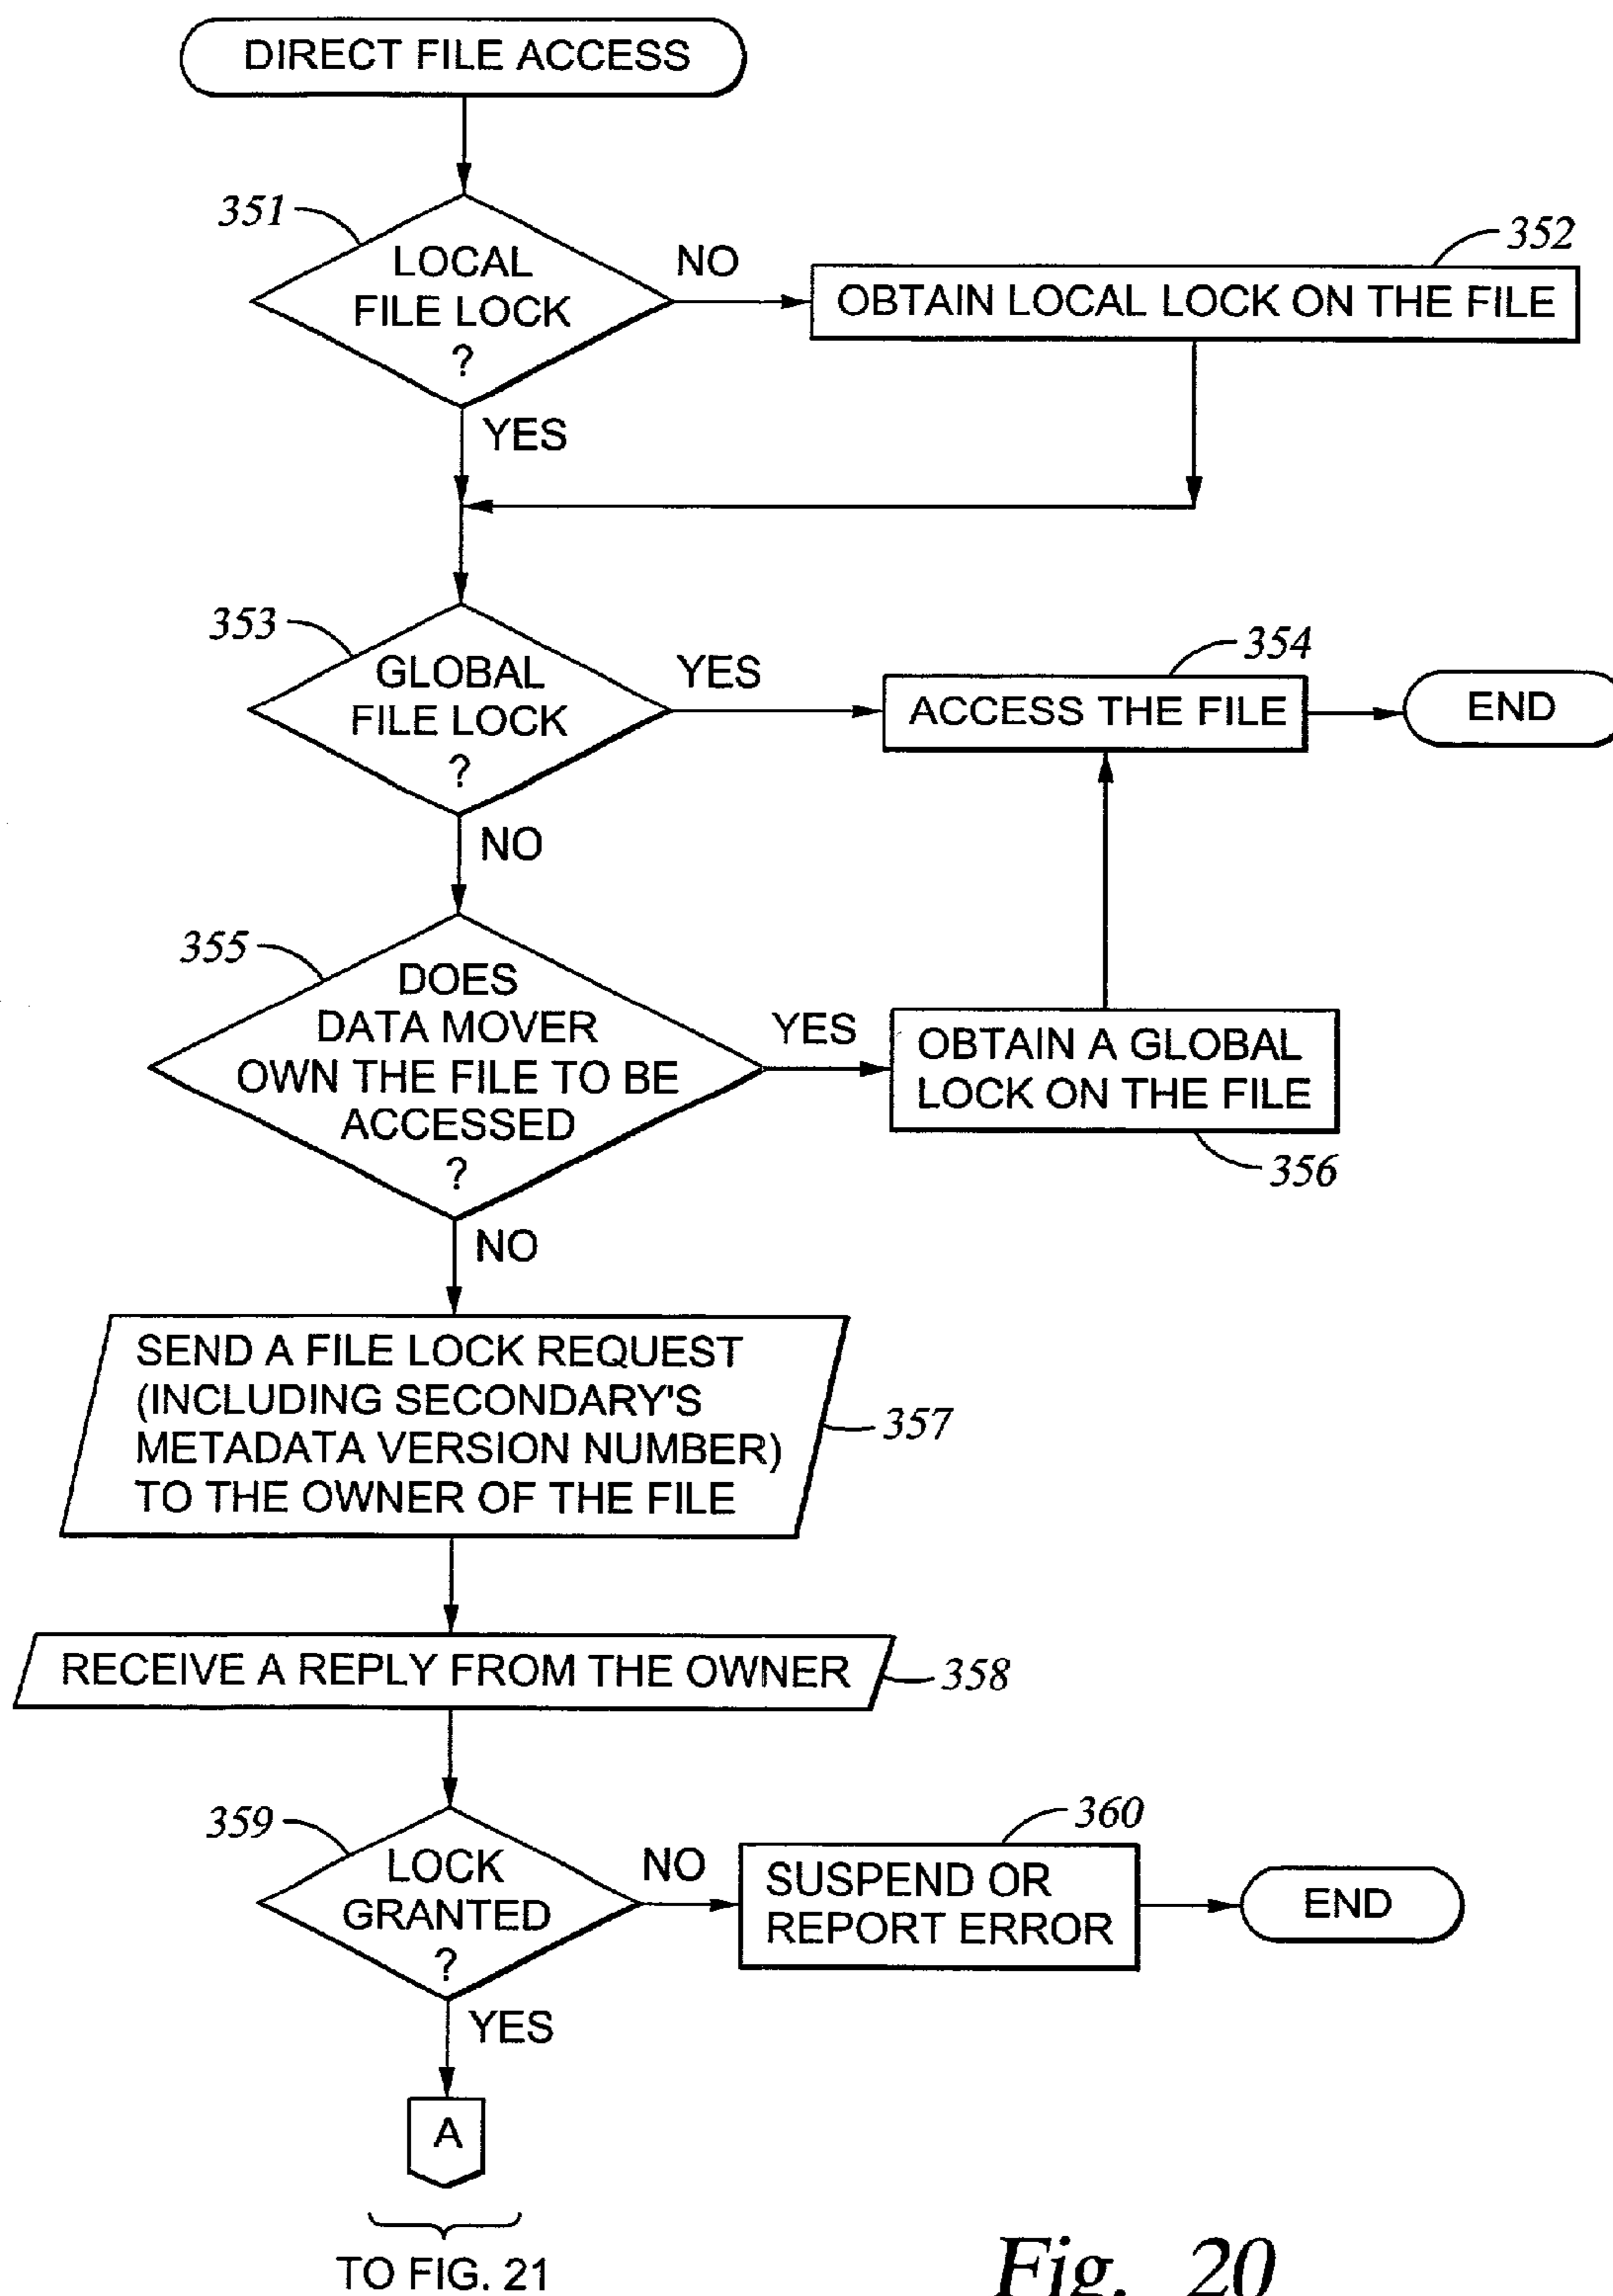 DIRECT FILE ACCESS
351
LOCAL
FILE LOCK
?
NO
352
OBTAIN LOCAL LOCK ON THE FILE
YES
353
GLOBAL
FILE LOCK
?
YES
354
ACCESS THE FILE
END
NO
355
DOES
DATA MOVER
OWN THE FILE TO BE
ACCESSED
?
YES
OBTAIN A GLOBAL
LOCK ON THE FILE
356
NO
SEND A FILE LOCK REQUEST
(INCLUDING SECONDARY'S
METADATA VERSION NUMBER)
TO THE OWNER OF THE FILE
357
RECEIVE A REPLY FROM THE OWNER
358
359
LOCK
GRANTED
?
NO
360
SUSPEND OR
REPORT ERROR
END
YES
A
TO FIG. 21
Fig. 20